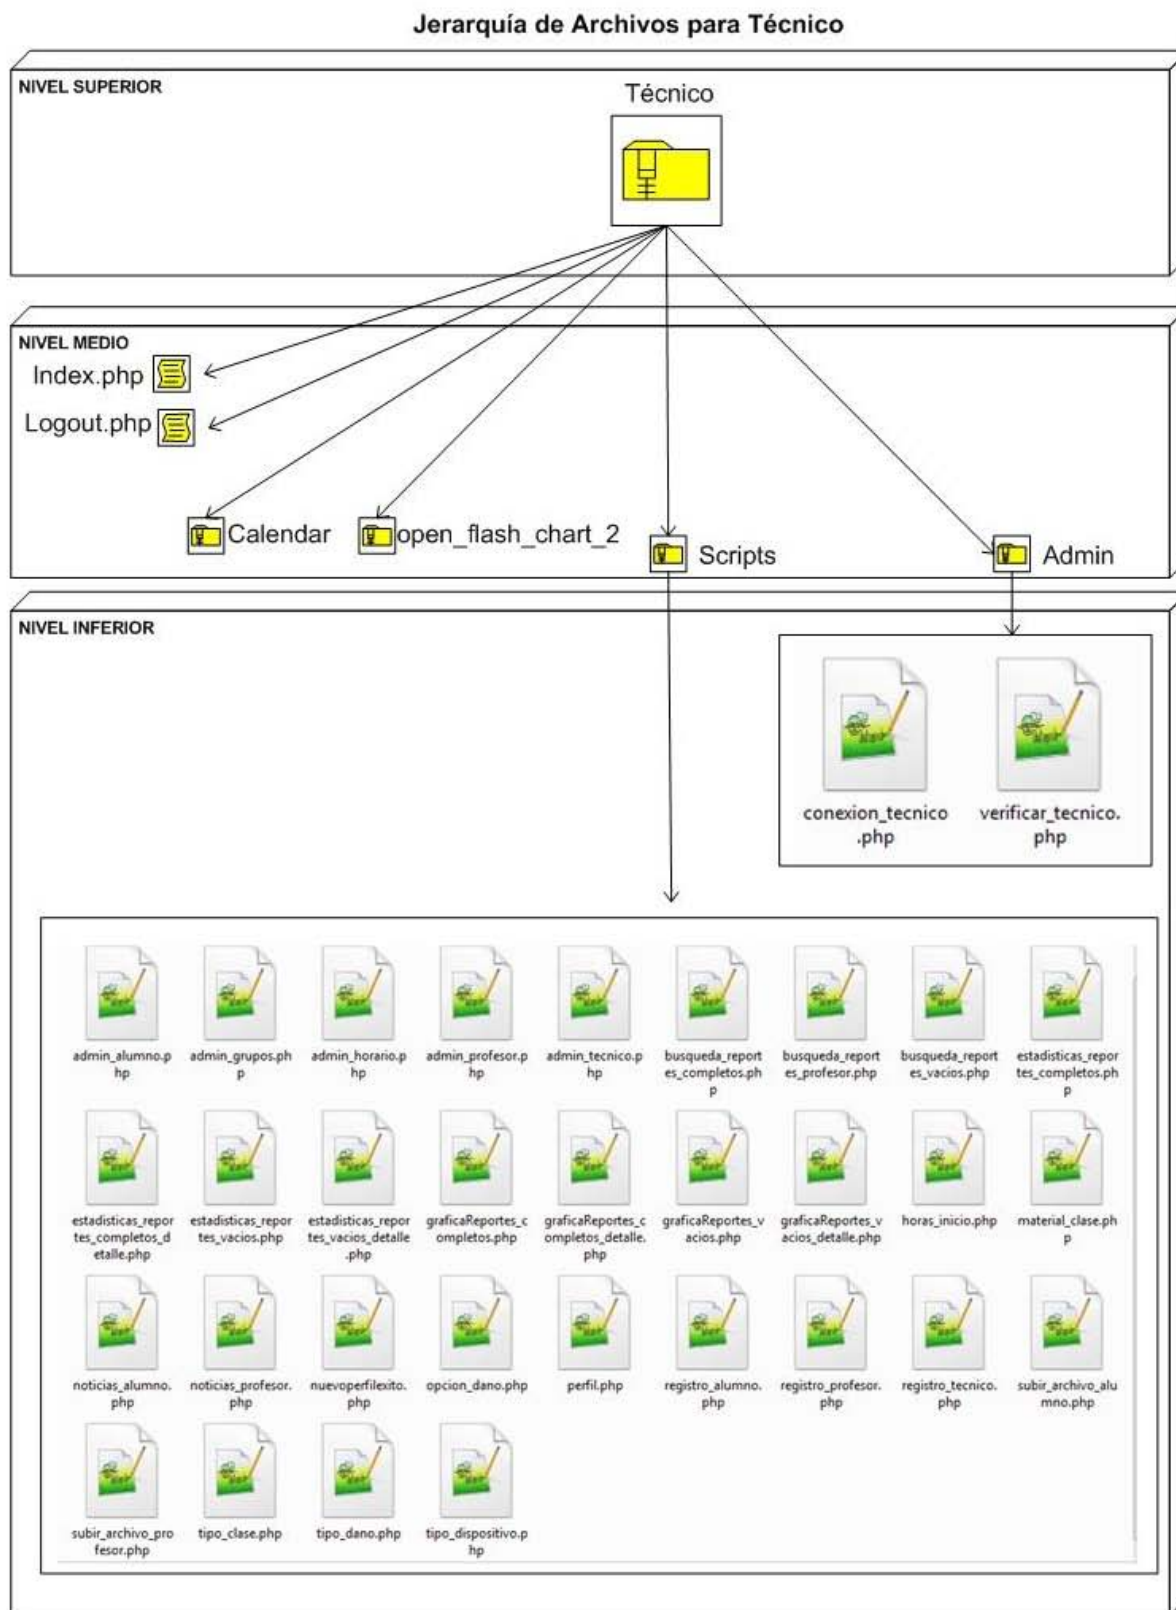 Jerarquía de Archivos para Técnico
NIVEL SUPERIOR
Técnico
NIVEL MEDIO
Index.php
Logout.php
Calendar
open_flash_chart_2
Scripts
Admin
NIVEL INFERIOR
conexion_tecnico
.php
verificar_tecnico.
php
admin_alumno.p
hp
admin_grupos.ph
p
admin_horario.p
hp
admin_profesor.p
hp
admin_tecnico.p
hp
busqueda_report
es_completos.ph
p
busqueda_report
es_profesor.php
busqueda_report
es_vacios.php
estadisticas_repor
tes_completos.ph
p
estadisticas_repor
tes_completos_d
etalle.php
estadisticas_repor
tes_vacios.php
estadisticas_repor
tes_vacios_detalle
.php
graficaReportes_c
ompletos.php
graficaReportes_c
ompletos_detalle.
php
graficaReportes_v
acios.php
graficaReportes_v
acios_detalle.php
horas_inicio.php
material_clase.ph
p
noticias_alumno.
php
noticias_profesor.
php
nuevoperfilexito.
php
opcion_dano.php
perfil.php
registro_alumno.
php
registro_profesor.
php
registro_tecnico.
php
subir_archivo_alu
mno.php
subir_archivo_pro
fesor.php
tipo_clase.php
tipo_dano.php
tipo_dispositivo.p
hp